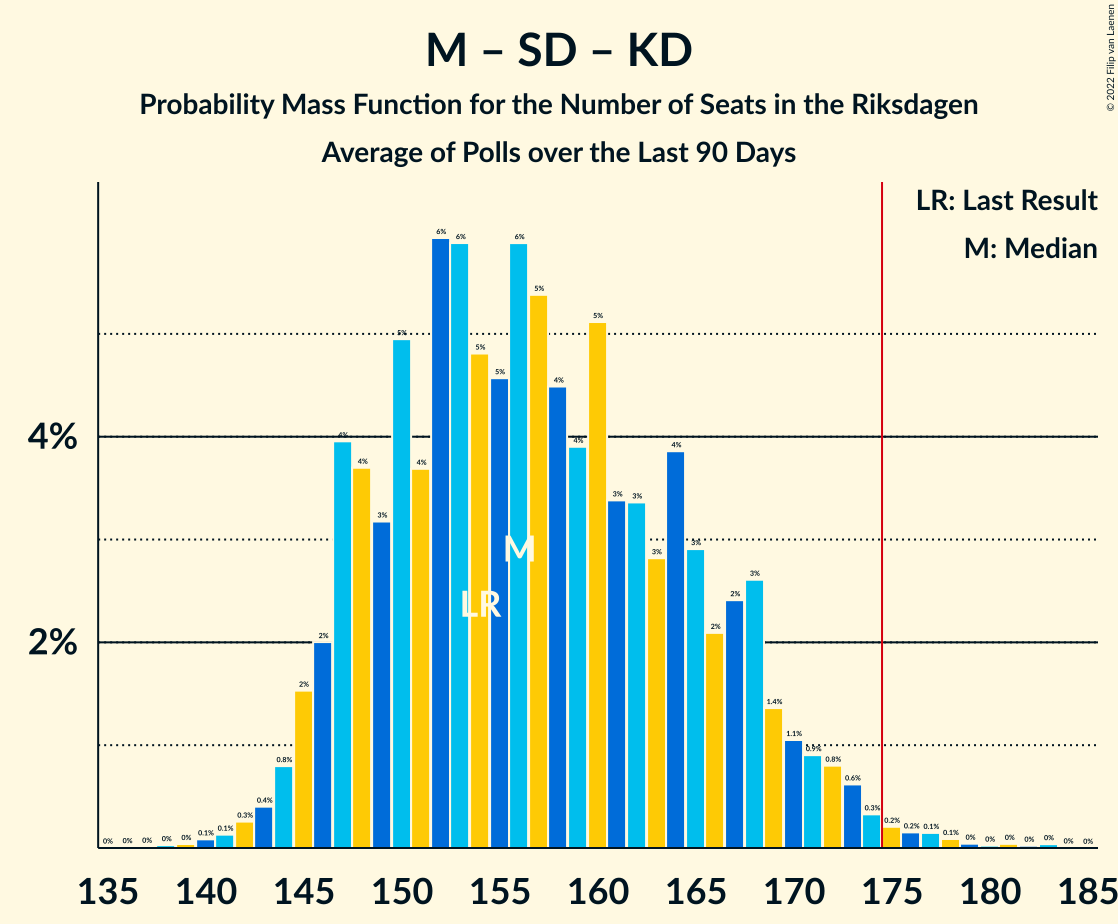 M – SD – KD
Probability Mass Function for the Number of Seats in the Riksdagen
Average of Polls over the Last 90 Days
© 2022 Filip van Laenen
LR: Last Result
M: Median
4%
2%
0% 0% 0% 0% 0% 0.1% 0.1% 0.3% 0.4% 0.8% 2% 2% 4% 4% 3% 5% 4% 6% 6% 5% 5% 6% 5% 4% 4% 5% 3% 3% 3% 4% 3% 2% 2% 3% 1.4% 1.1% 0.9% 0.8% 0.6% 0.3% 0.2% 0.2% 0.1% 0.1% 0% 0% 0% 0% 0% 0% 0%
M
LR
135 140 145 150 155 160 165 170 175 180 185